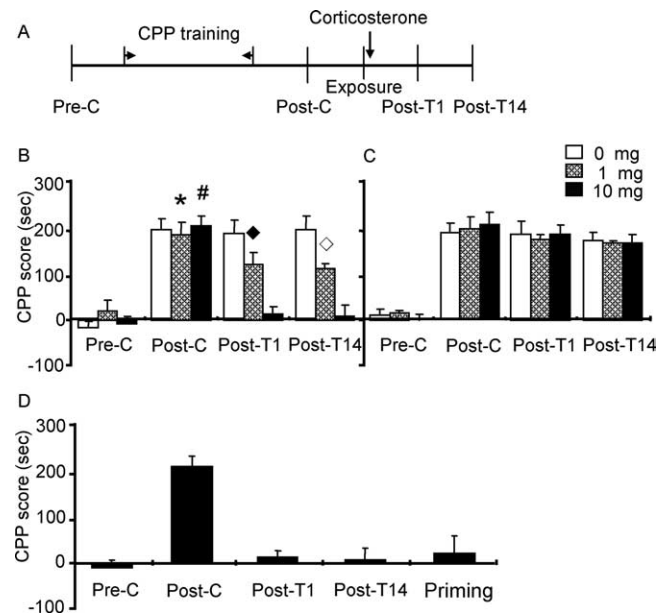 A
Corticosterone
CPP training
Exposure
Pre-C Post-C Post-T1 Post-T14
B
CPP score (sec)
300
200
100
0
-100
* #
◆ ◇
Pre-C Post-C Post-T1 Post-T14
C
0 mg
1 mg
10 mg
Pre-C Post-C Post-T1 Post-T14
D
CPP score (sec)
300
200
100
0
-100
Pre-C Post-C Post-T1 Post-T14 Priming